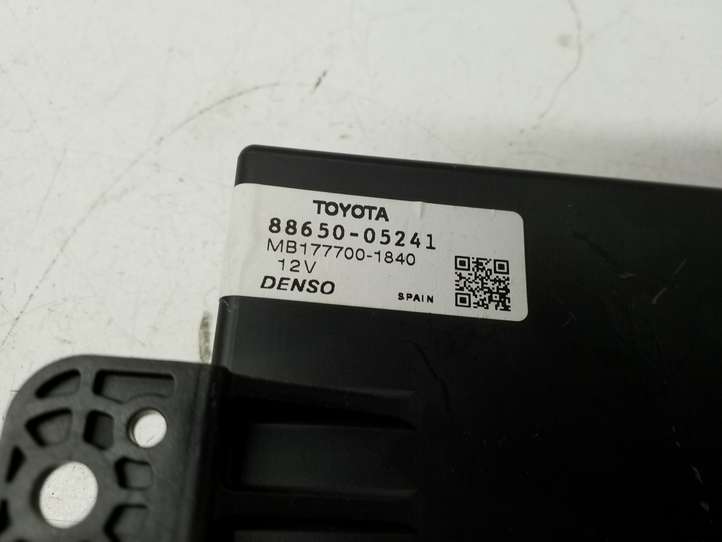 TOYOTA
88650-05241
MB177700-1840
12V
DENSO
SPAIN